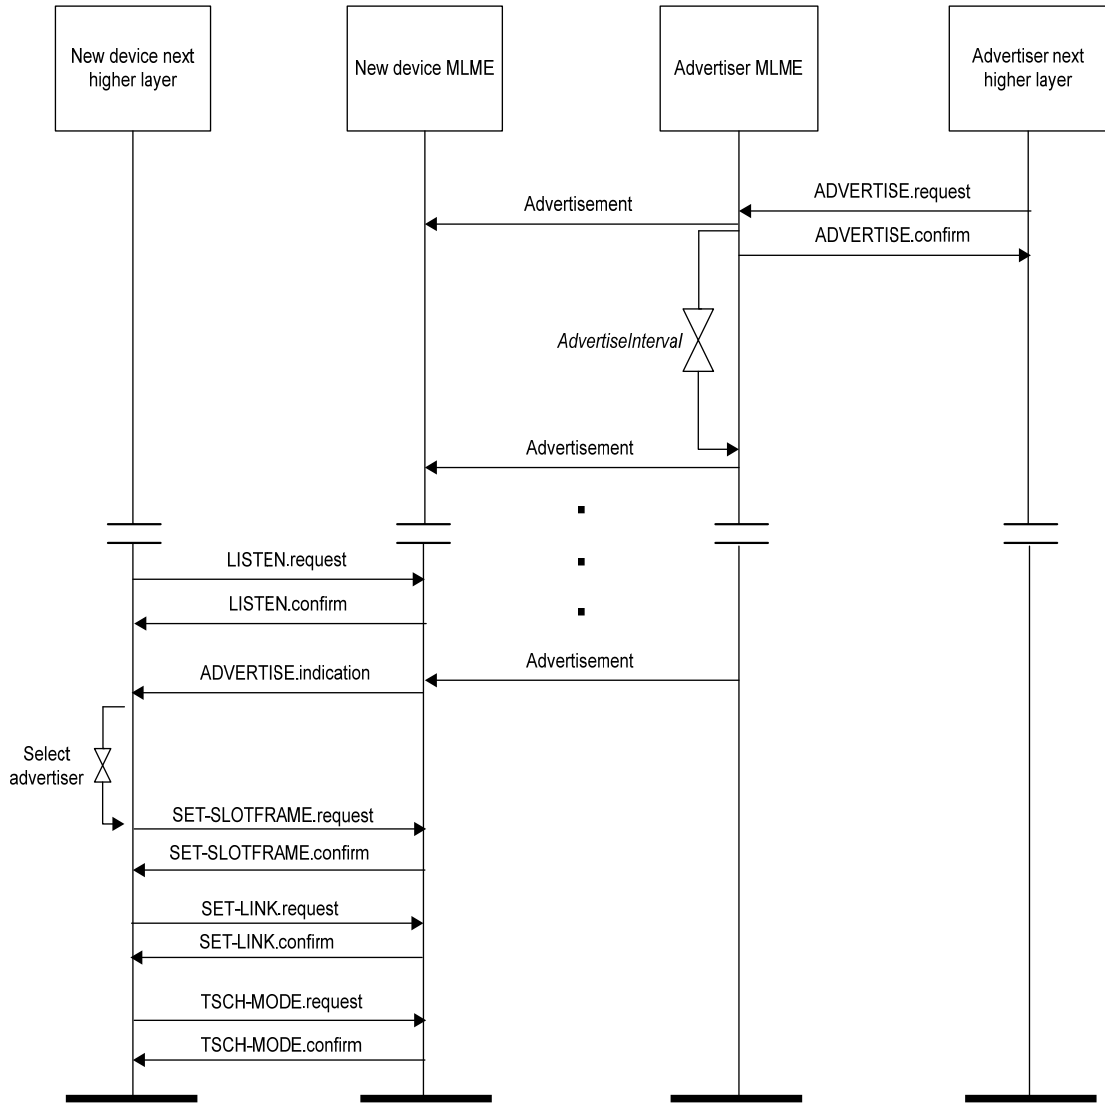 New device next
higher layer
New device MLME
Advertiser MLME
Advertiser next
higher layer
ADVERTISE.request
Advertisement
ADVERTISE.confirm
AdvertiseInterval
Advertisement
LISTEN.request
LISTEN.confirm
Advertisement
ADVERTISE.indication
Select
advertiser
SET-SLOTFRAME.request
SET-SLOTFRAME.confirm
SET-LINK.request
SET-LINK.confirm
TSCH-MODE.request
TSCH-MODE.confirm